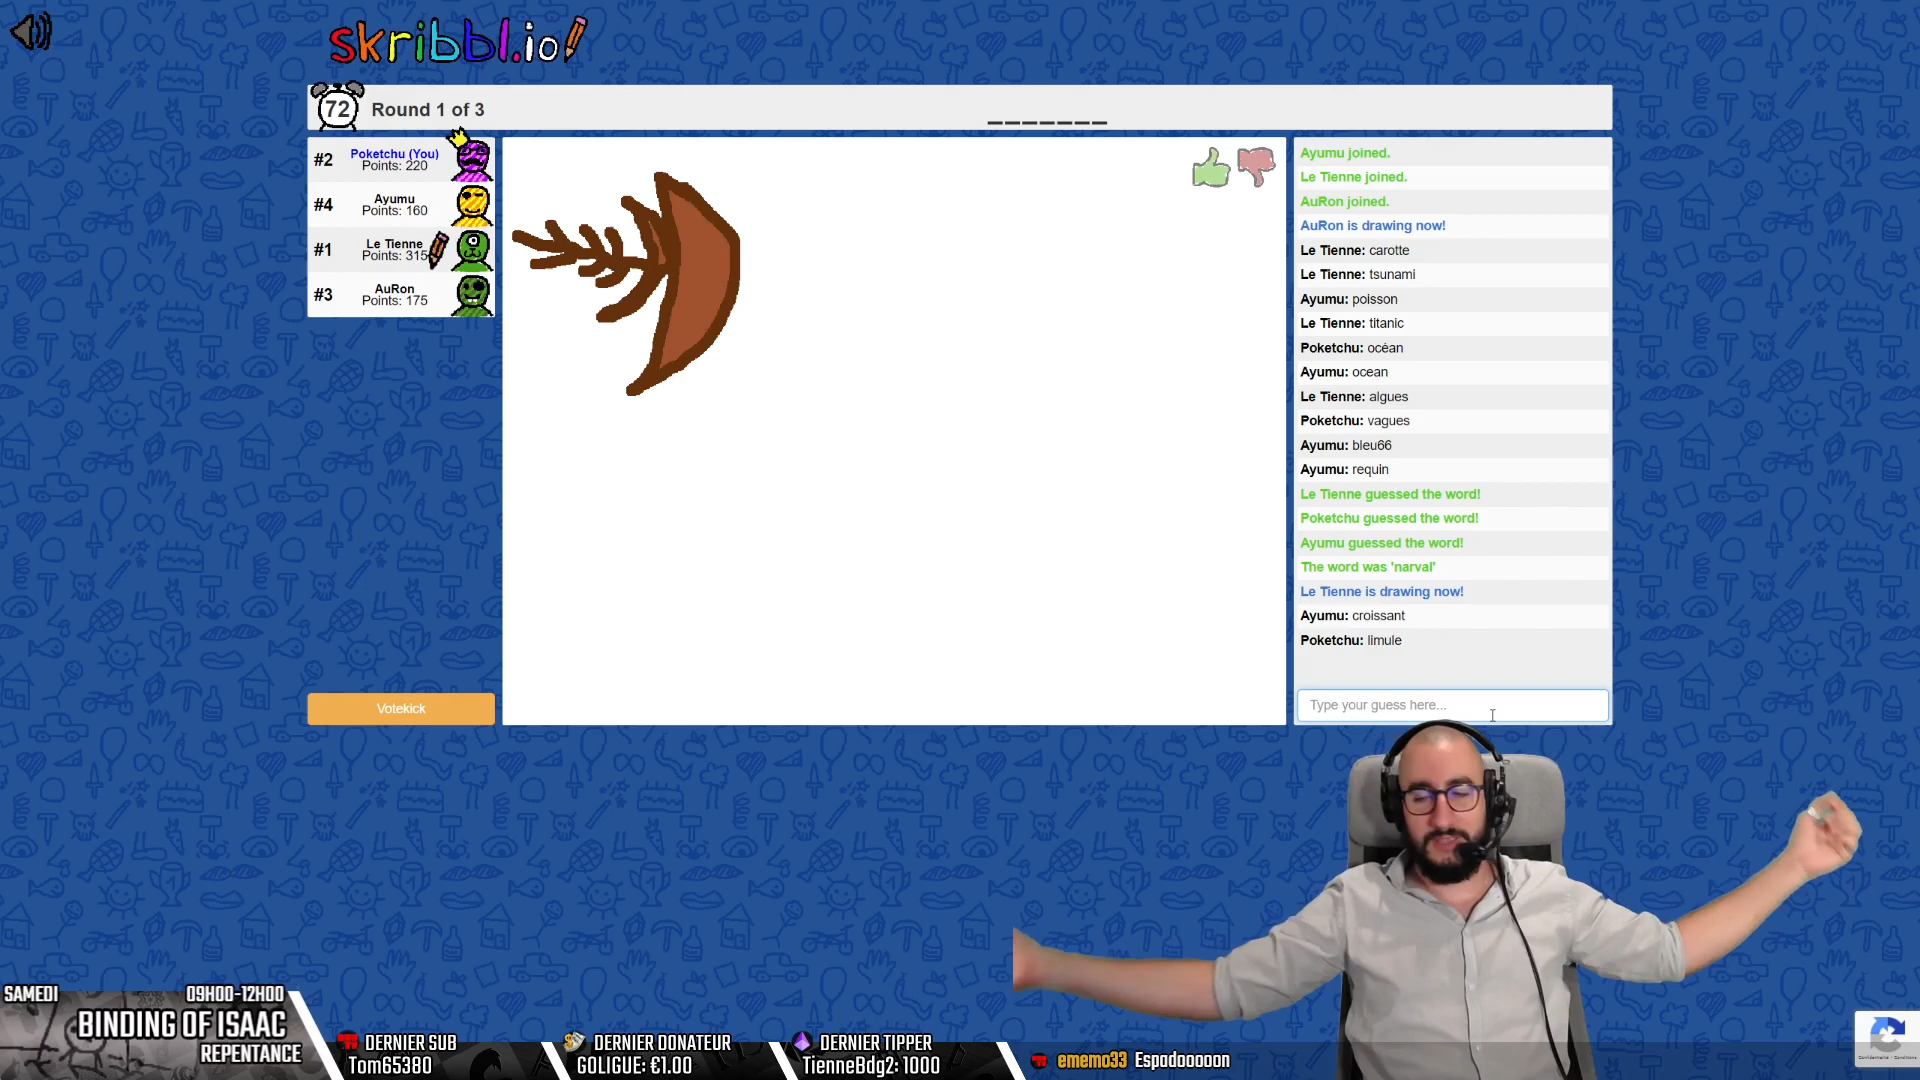 skribbl.io
72
Round 1 of 3
_______
#2
Poketchu (You)
Points: 220
#4
Ayumu
Points: 160
#1
Le Tienne
Points: 315
#3
AuRon
Points: 175
Votekick
Ayumu joined.
Le Tienne joined.
AuRon joined.
AuRon is drawing now!
Le Tienne: carotte
Le Tienne: tsunami
Ayumu: poisson
Le Tienne: titanic
Poketchu: océan
Ayumu: ocean
Le Tienne: algues
Poketchu: vagues
Ayumu: bleu66
Ayumu: requin
Le Tienne guessed the word!
Poketchu guessed the word!
Ayumu guessed the word!
The word was 'narval'
Le Tienne is drawing now!
Ayumu: croissant
Poketchu: limule
Type your guess here...
SAMEDI 09H00-12H00
BINDING OF ISAAC
REPENTANCE
DERNIER SUB
Tom65380
DERNIER DONATEUR
GOLIGUE: €1.00
DERNIER TIPPER
TienneBdg2: 1000
ememo33 Espadooooon